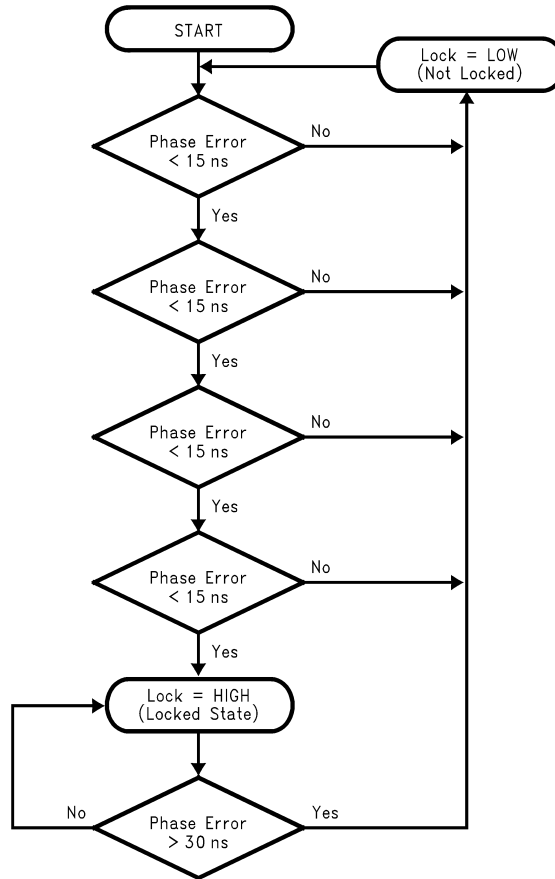 START
Lock = LOW
(Not Locked)
Phase Error
< 15 ns
No
Yes
Phase Error
< 15 ns
No
Yes
Phase Error
< 15 ns
No
Yes
Phase Error
< 15 ns
No
Yes
Lock = HIGH
(Locked State)
No
Phase Error
> 30 ns
Yes